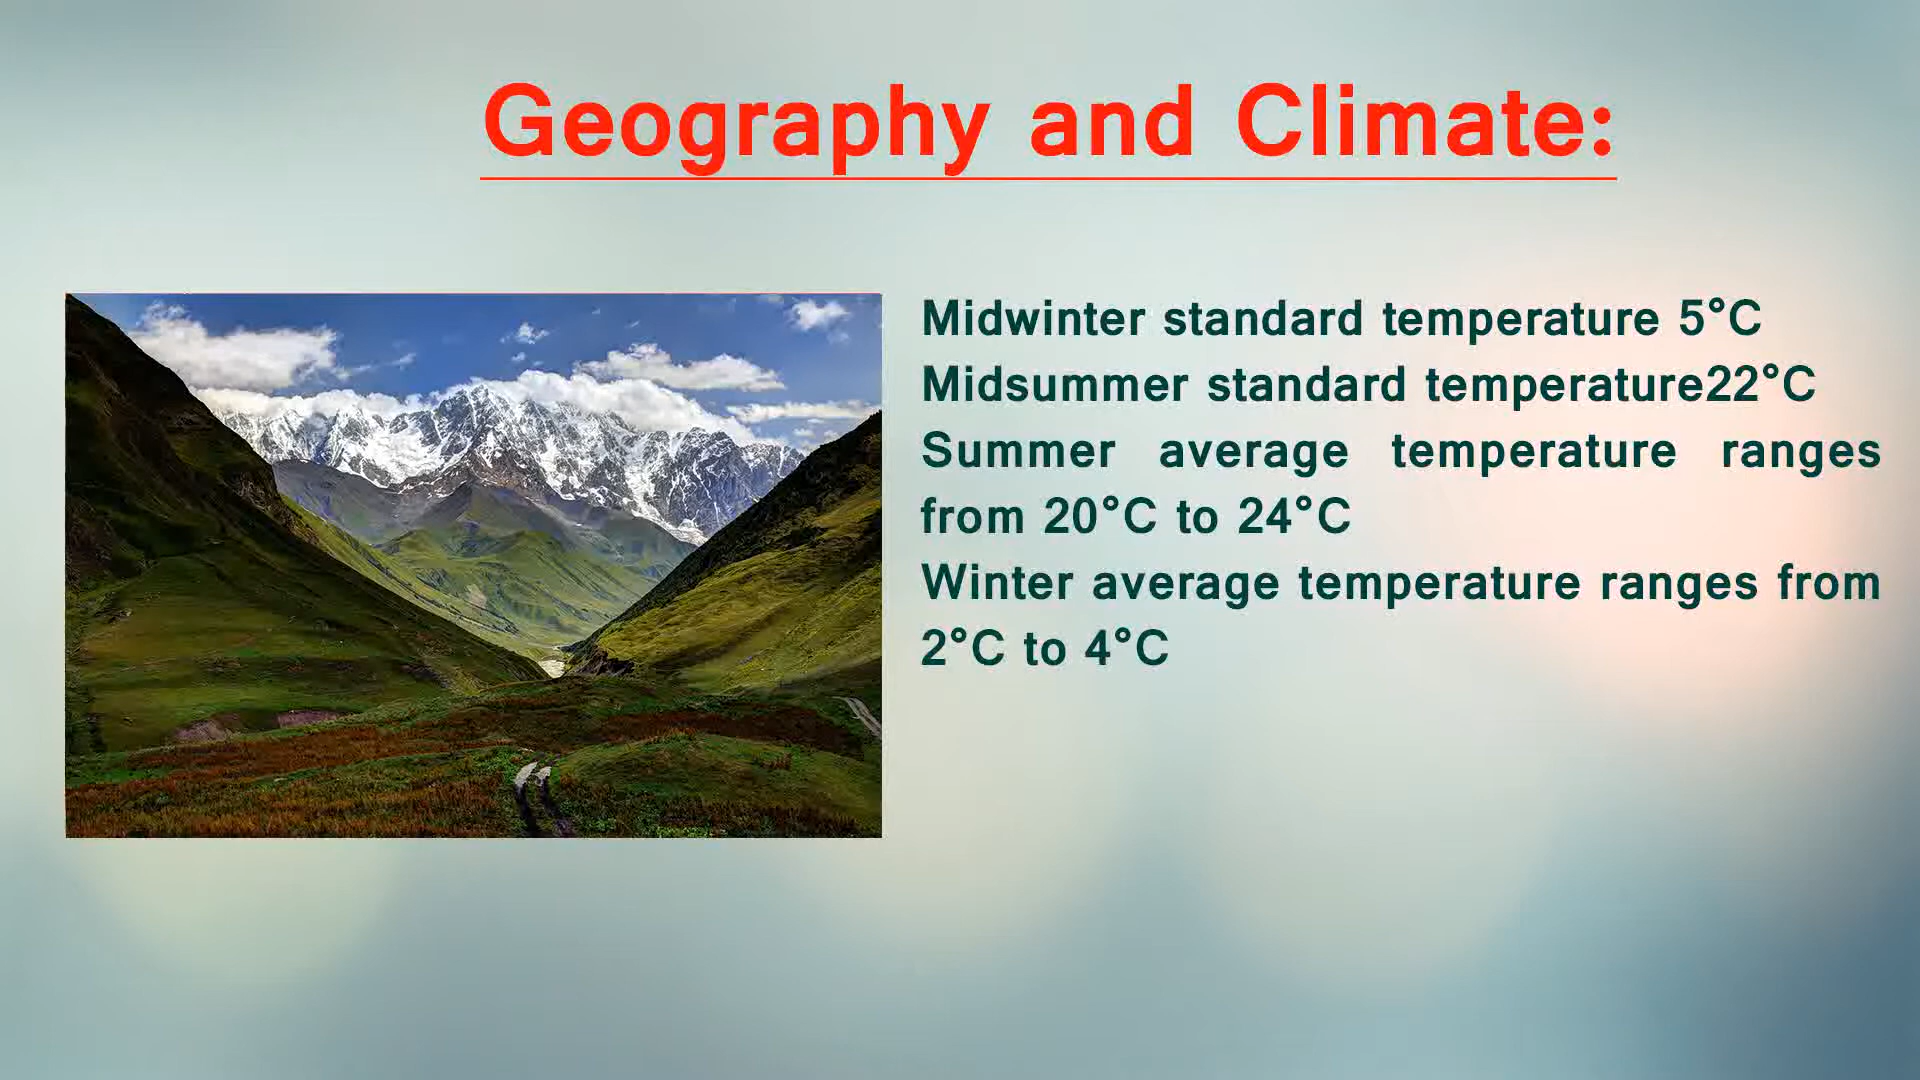 Geography and Climate:
Midwinter standard temperature 5°C
Midsummer standard temperature22°C
Summer average temperature ranges
from 20°C to 24°C
Winter average temperature ranges from
2°C to 4°C